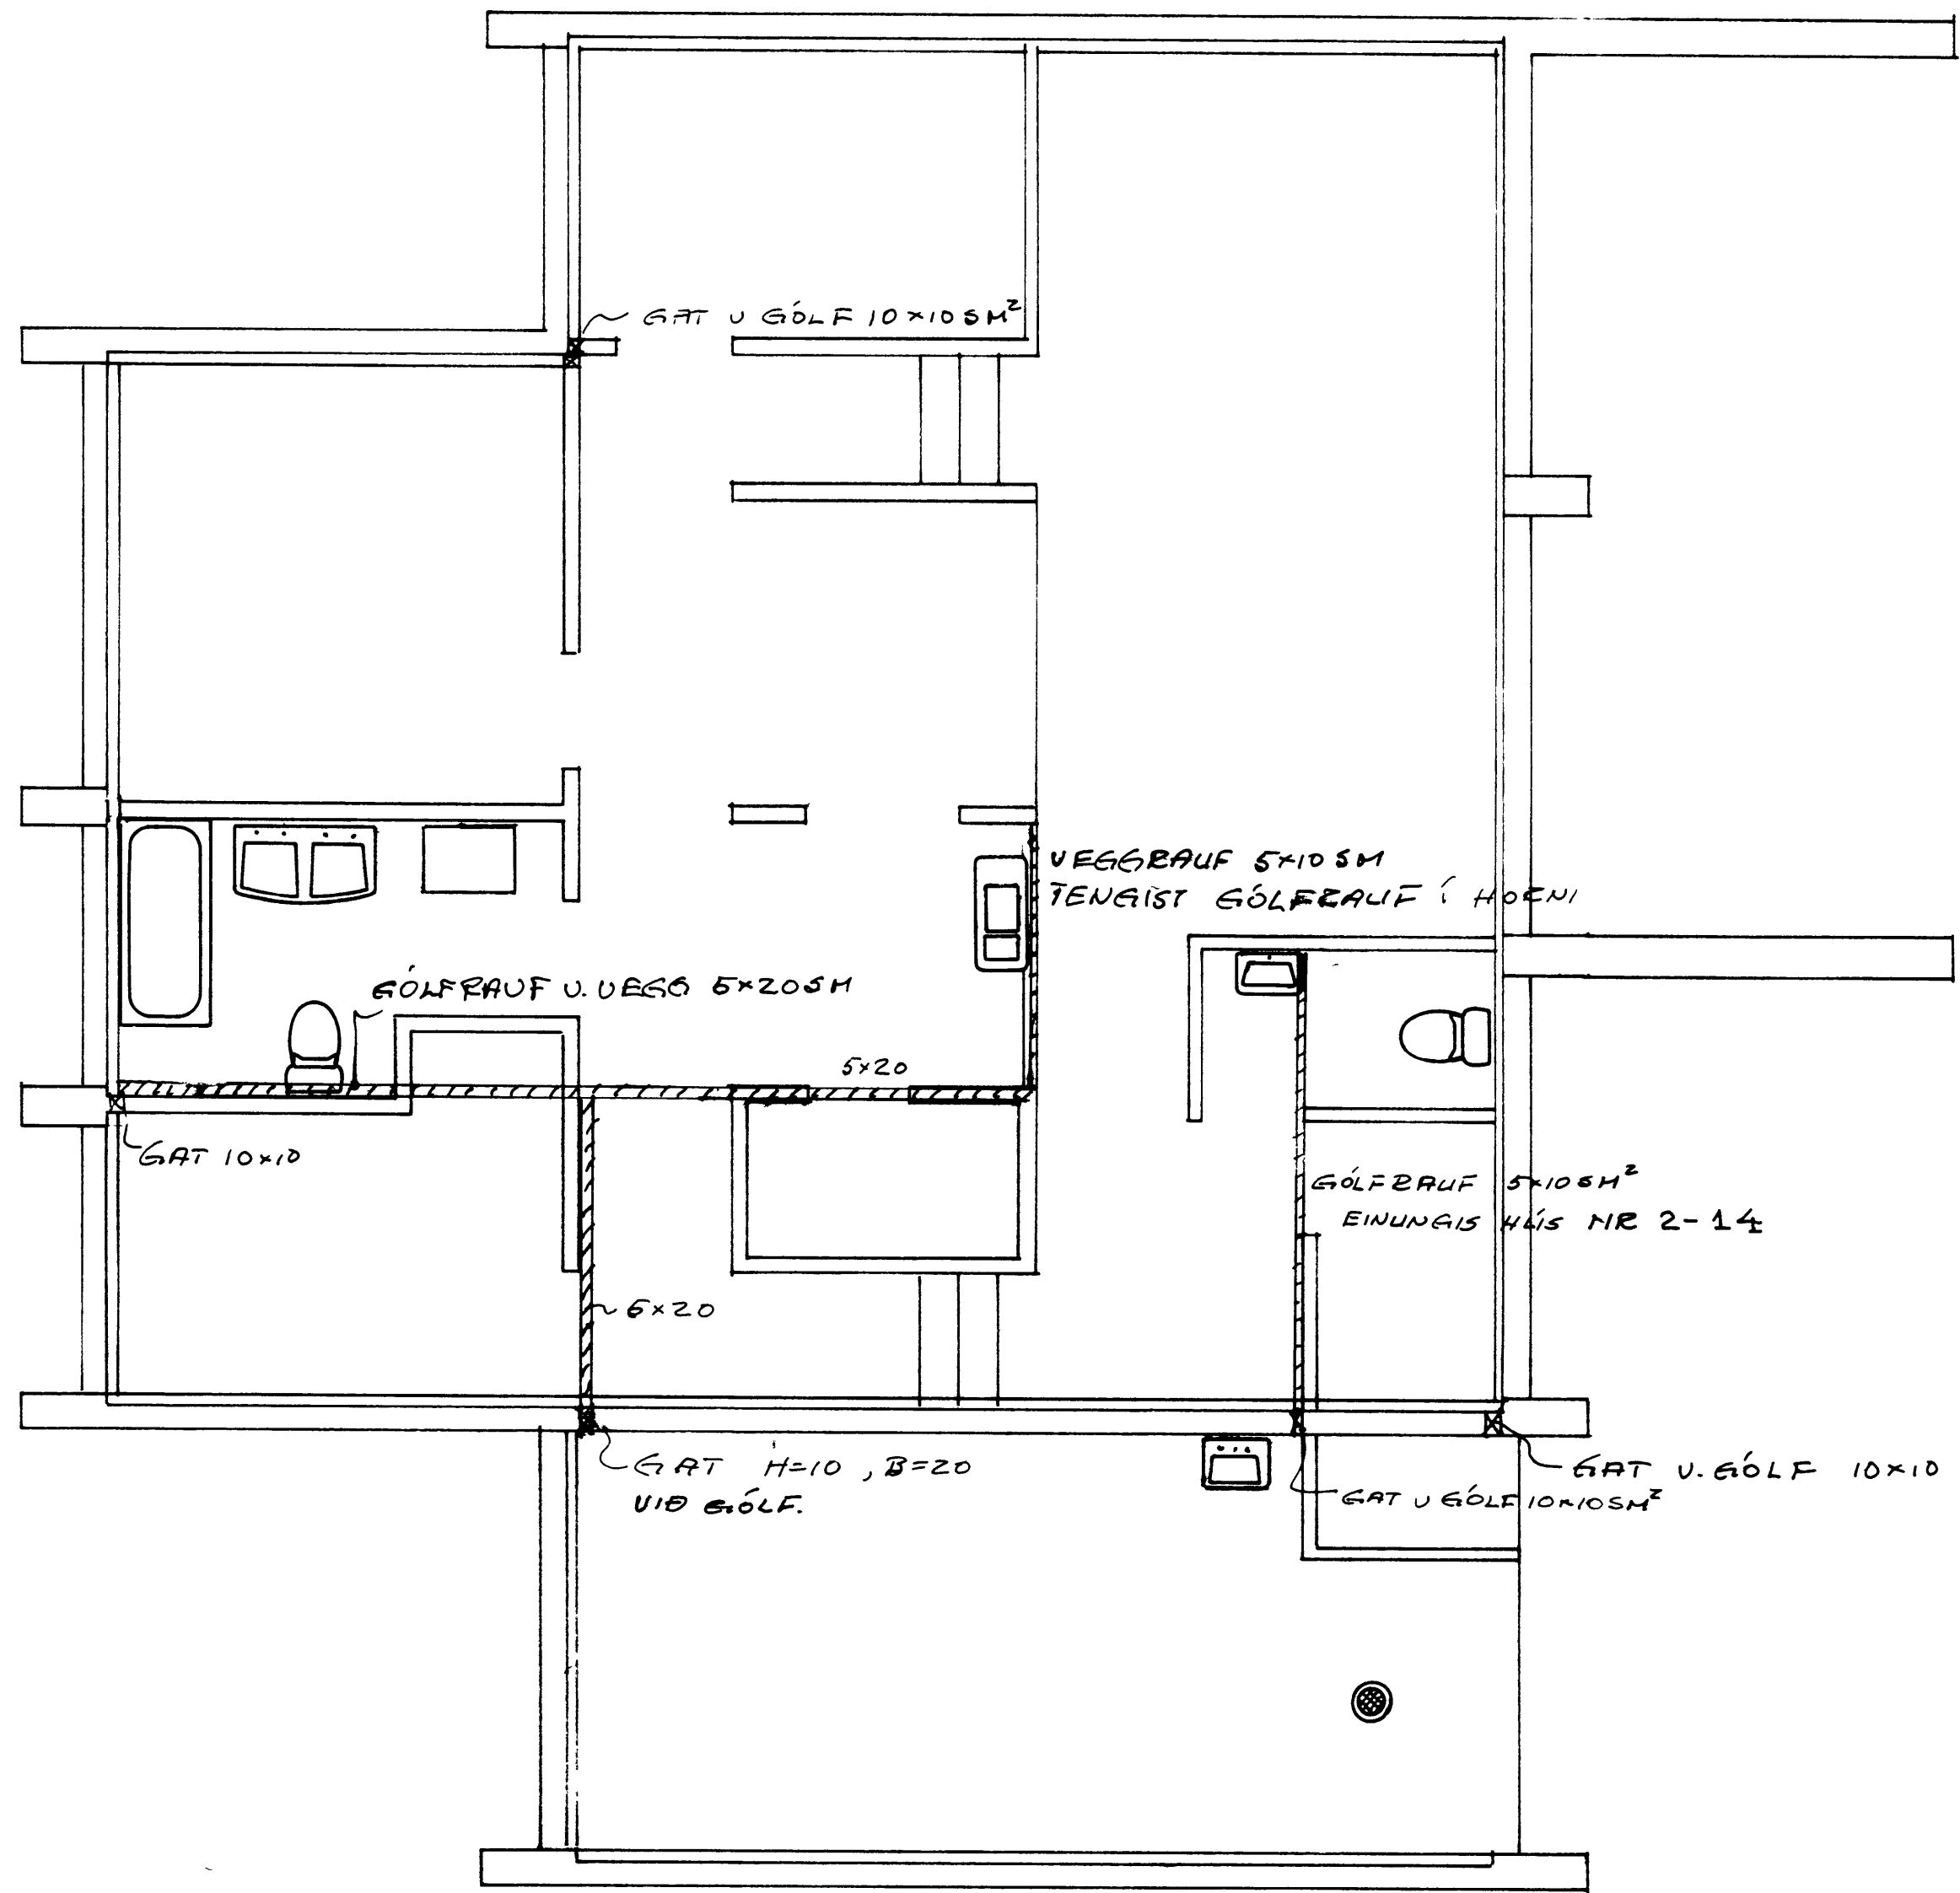 GAT V GÓLF 10×10 SM²
VEGGRAUF 5×10 SM
TENGIST GÓLFRAUF Í HORNI
GÓLFRAUF V. VEGG 5×20 SM
5×20
GAT 10×10
GÓLFRAUF 5×10 SM²
EINUNGIS HÚS NR 2-14
5×20
GAT H=10, B=20
VIÐ GÓLF.
GAT V. GÓLF 10×10
GAT V GÓLF 10×10 SM²